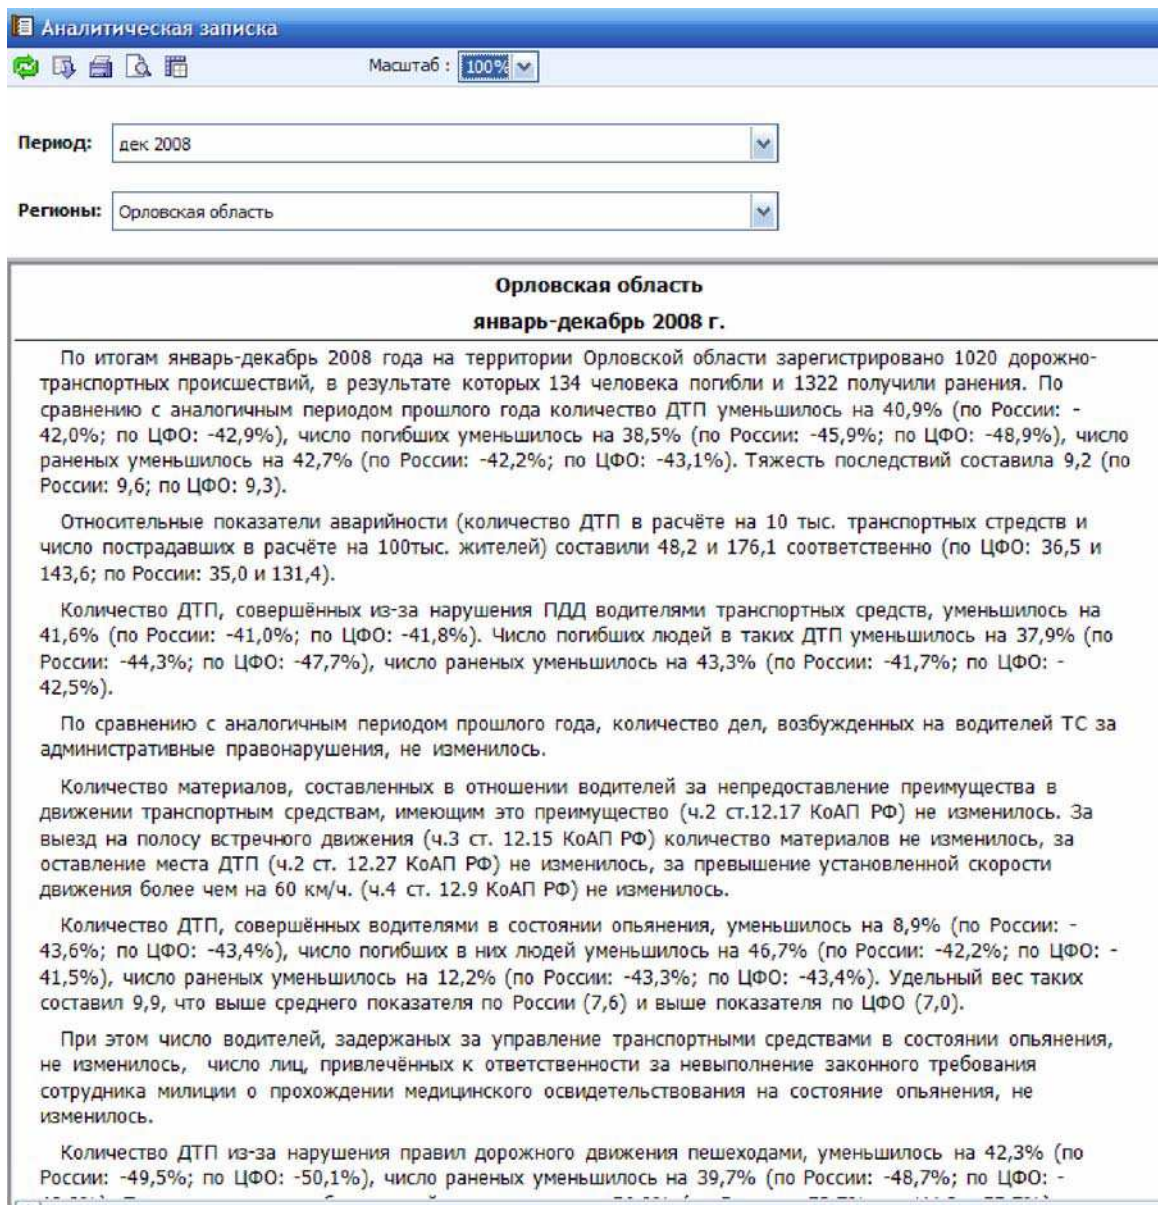 Аналитическая записка
Масштаб : 100%
Период: дек 2008
Регионы: Орловская область
Орловская область
январь-декабрь 2008 г.
По итогам январь-декабрь 2008 года на территории Орловской области зарегистрировано 1020 дорожно-
транспортных происшествий, в результате которых 134 человека погибли и 1322 получили ранения. По
сравнению с аналогичным периодом прошлого года количество ДТП уменьшилось на 40,9% (по России: -
42,0%; по ЦФО: -42,9%), число погибших уменьшилось на 38,5% (по России: -45,9%; по ЦФО: -48,9%), число
раненых уменьшилось на 42,7% (по России: -42,2%; по ЦФО: -43,1%). Тяжесть последствий составила 9,2 (по
России: 9,6; по ЦФО: 9,3).
Относительные показатели аварийности (количество ДТП в расчёте на 10 тыс. транспортных стредств и
число пострадавших в расчёте на 100тыс. жителей) составили 48,2 и 176,1 соответственно (по ЦФО: 36,5 и
143,6; по России: 35,0 и 131,4).
Количество ДТП, совершённых из-за нарушения ПДД водителями транспортных средств, уменьшилось на
41,6% (по России: -41,0%; по ЦФО: -41,8%). Число погибших людей в таких ДТП уменьшилось на 37,9% (по
России: -44,3%; по ЦФО: -47,7%), число раненых уменьшилось на 43,3% (по России: -41,7%; по ЦФО: -
42,5%).
По сравнению с аналогичным периодом прошлого года, количество дел, возбужденных на водителей ТС за
административные правонарушения, не изменилось.
Количество материалов, составленных в отношении водителей за непредоставление преимущества в
движении транспортным средствам, имеющим это преимущество (ч.2 ст.12.17 КоАП РФ) не изменилось. За
выезд на полосу встречного движения (ч.3 ст. 12.15 КоАП РФ) количество материалов не изменилось, за
оставление места ДТП (ч.2 ст. 12.27 КоАП РФ) не изменилось, за превышение установленной скорости
движения более чем на 60 км/ч. (ч.4 ст. 12.9 КоАП РФ) не изменилось.
Количество ДТП, совершённых водителями в состоянии опьянения, уменьшилось на 8,9% (по России: -
43,6%; по ЦФО: -43,4%), число погибших в них людей уменьшилось на 46,7% (по России: -42,2%; по ЦФО: -
41,5%), число раненых уменьшилось на 12,2% (по России: -43,3%; по ЦФО: -43,4%). Удельный вес таких
составил 9,9, что выше среднего показателя по России (7,6) и выше показателя по ЦФО (7,0).
При этом число водителей, задержаных за управление транспортными средствами в состоянии опьянения,
не изменилось, число лиц, привлечённых к ответственности за невыполнение законного требования
сотрудника милиции о прохождении медицинского освидетельствования на состояние опьянения, не
изменилось.
Количество ДТП из-за нарушения правил дорожного движения пешеходами, уменьшилось на 42,3% (по
России: -49,5%; по ЦФО: -50,1%), число раненых уменьшилось на 39,7% (по России: -48,7%; по ЦФО: -